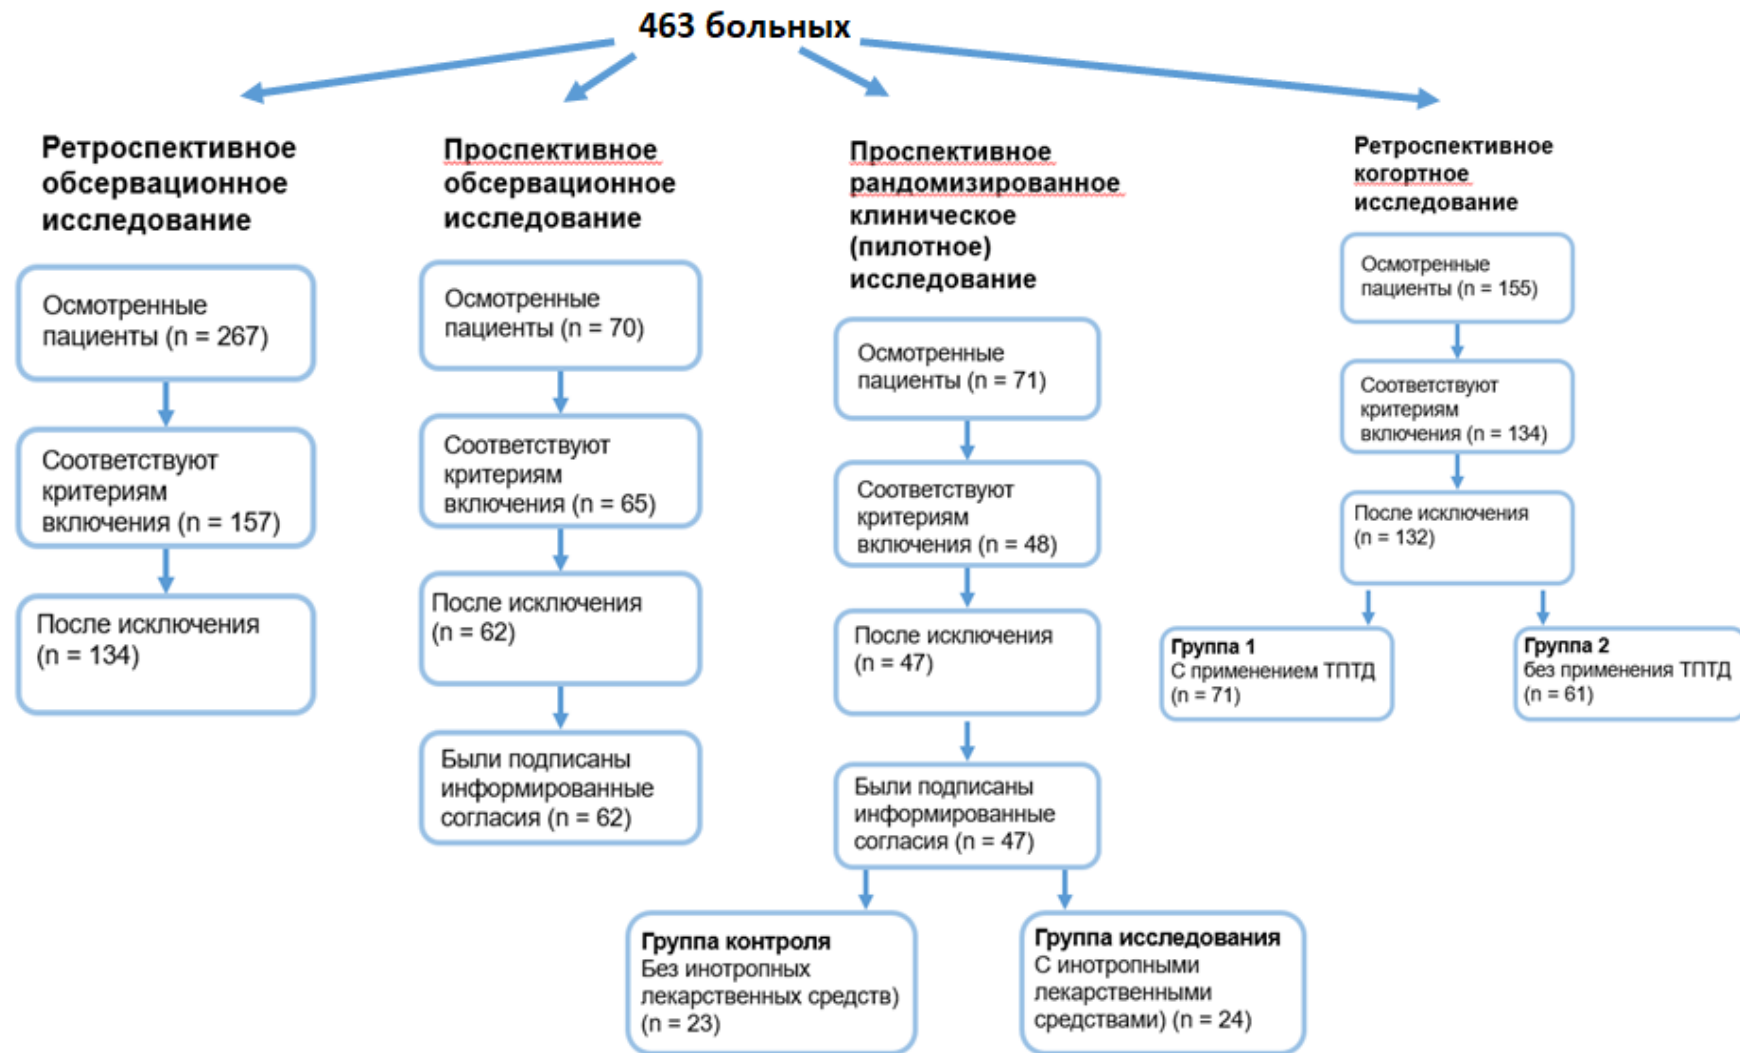 463 больных
Ретроспективное
обсервационное
исследование
Осмотренные
пациенты (n = 267)
Соответствуют
критериям
включения (n = 157)
После исключения
(n = 134)
Проспективное
обсервационное
исследование
Осмотренные
пациенты (n = 70)
Соответствуют
критериям
включения (n = 65)
После исключения
(n = 62)
Были подписаны
информированные
согласия (n = 62)
Проспективное
рандомизированное
клиническое
(пилотное)
исследование
Осмотренные
пациенты (n = 71)
Соответствуют
критериям
включения (n = 48)
После исключения
(n = 47)
Были подписаны
информированные
согласия (n = 47)
Группа контроля
Без инотропных
лекарственных средств)
(n = 23)
Группа исследования
С инотропными
лекарственными
средствами) (n = 24)
Ретроспективное
когортное
исследование
Осмотренные
пациенты (n = 155)
Соответствуют
критериям
включения (n = 134)
После исключения
(n = 132)
Группа 1
С применением ТПТД
(n = 71)
Группа 2
без применения ТПТД
(n = 61)